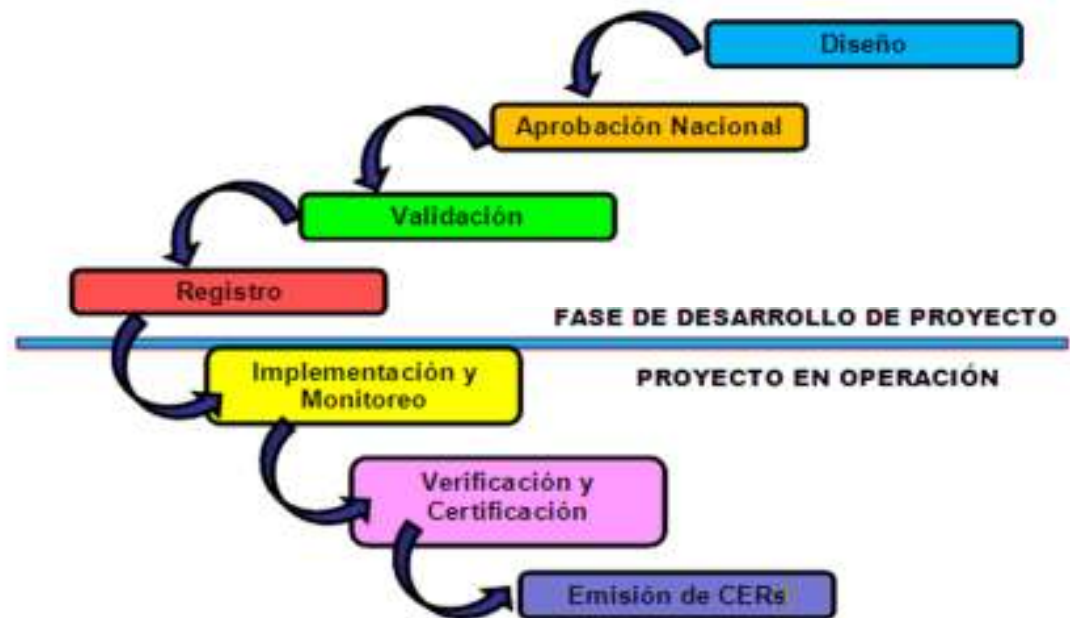 Diseño
Aprobación Nacional
Validación
Registro
FASE DE DESARROLLO DE PROYECTO
PROYECTO EN OPERACIÓN
Implementación y
Monitoreo
Verificación y
Certificación
Emisión de CERs